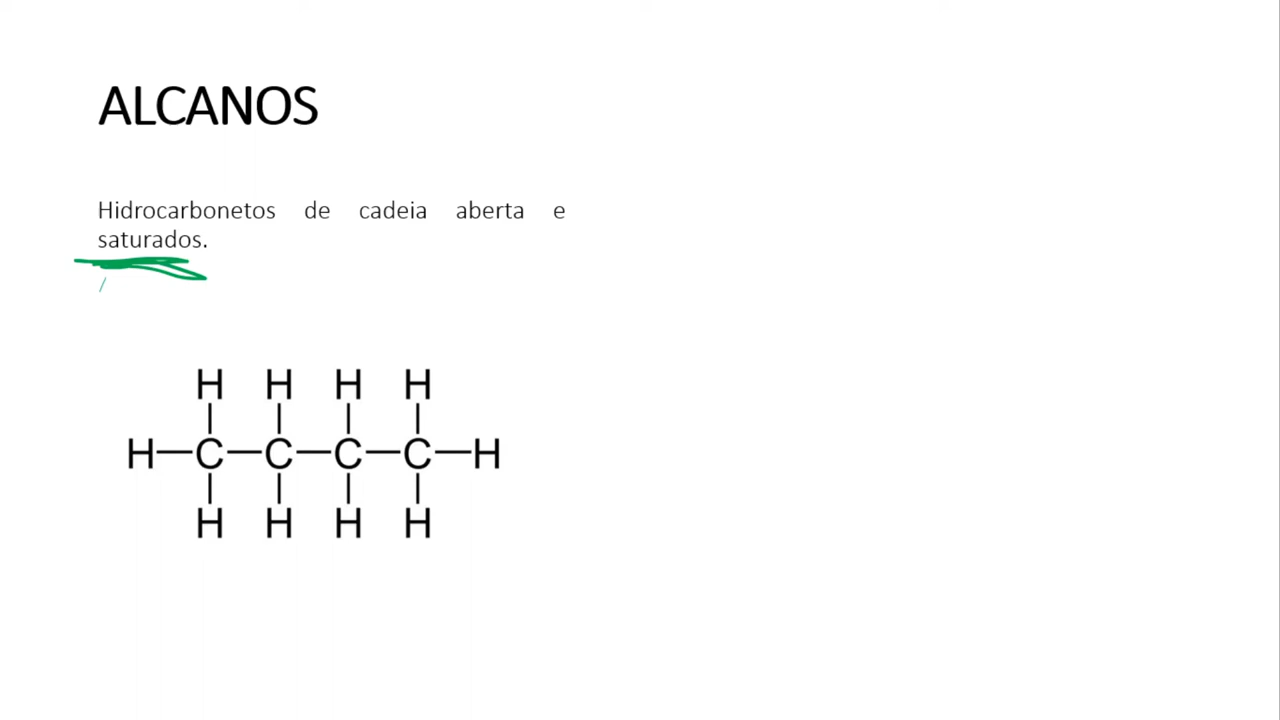 ALCANOS
Hidrocarbonetos de cadeia aberta e
saturados.
H H H H
H—C—C—C—C—H
H H H H